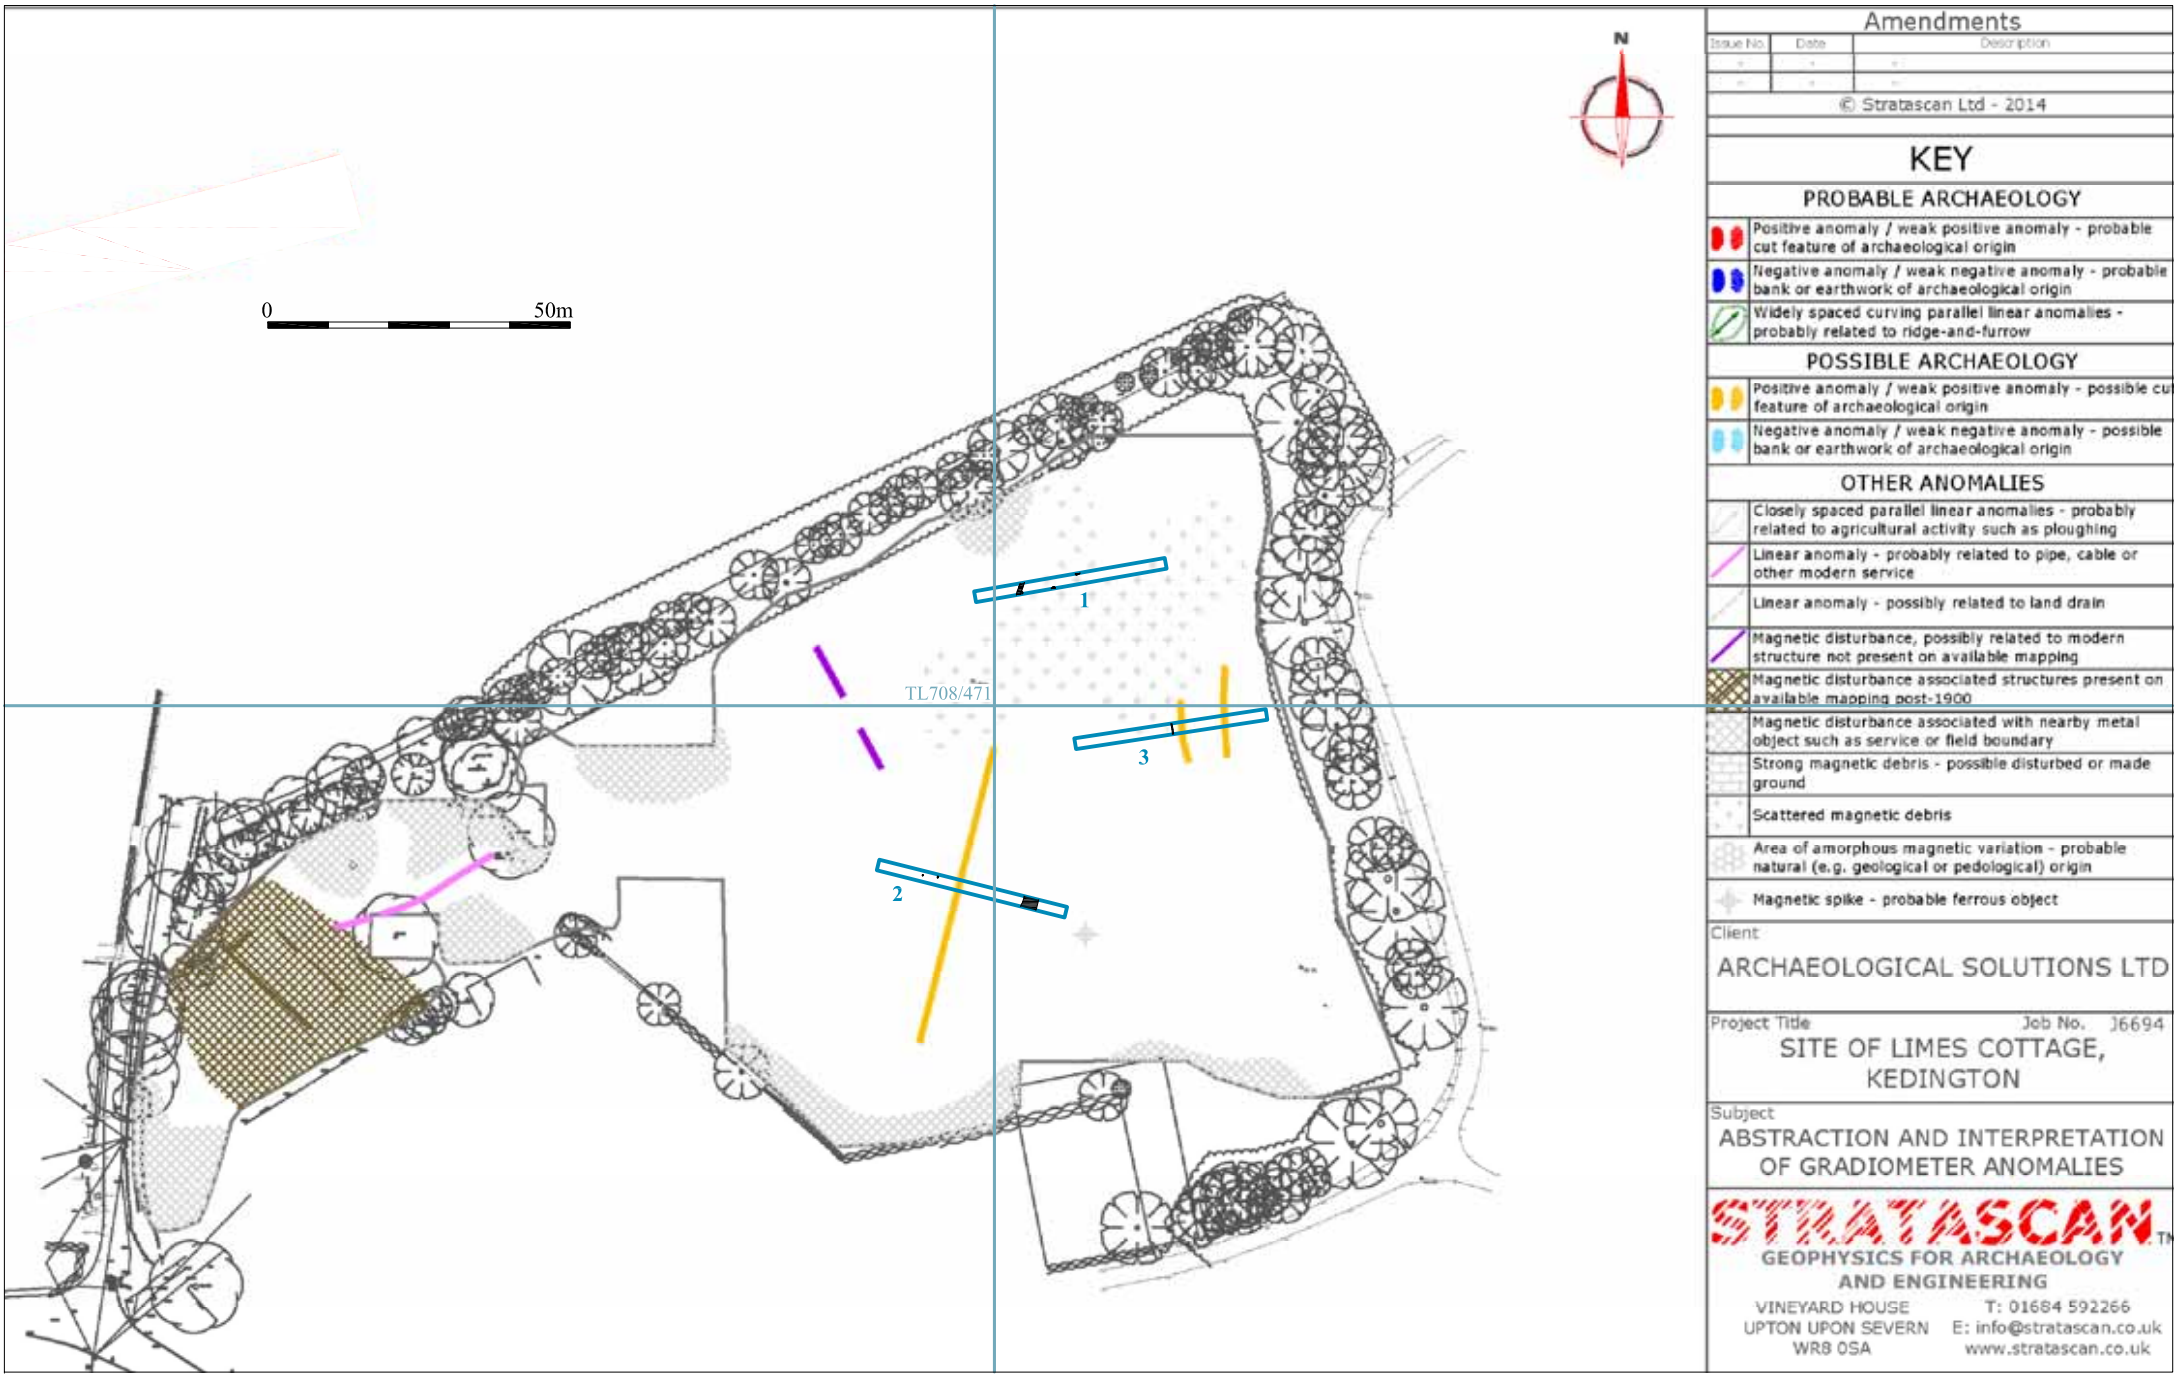 N
0 50m
TL708/471
1
2
3
Amendments
Issue No. Date Description
© Stratascan Ltd - 2014
KEY
PROBABLE ARCHAEOLOGY
Positive anomaly / weak positive anomaly - probable
cut feature of archaeological origin
Negative anomaly / weak negative anomaly - probable
bank or earthwork of archaeological origin
Widely spaced curving parallel linear anomalies -
probably related to ridge-and-furrow
POSSIBLE ARCHAEOLOGY
Positive anomaly / weak positive anomaly - possible cut
feature of archaeological origin
Negative anomaly / weak negative anomaly - possible
bank or earthwork of archaeological origin
OTHER ANOMALIES
Closely spaced parallel linear anomalies - probably
related to agricultural activity such as ploughing
Linear anomaly - probably related to pipe, cable or
other modern service
Linear anomaly - possibly related to land drain
Magnetic disturbance, possibly related to modern
structure not present on available mapping
Magnetic disturbance associated structures present on
available mapping post-1900
Magnetic disturbance associated with nearby metal
object such as service or field boundary
Strong magnetic debris - possible disturbed or made
ground
Scattered magnetic debris
Area of amorphous magnetic variation - probable
natural (e.g. geological or pedological) origin
Magnetic spike - probable ferrous object
Client
ARCHAEOLOGICAL SOLUTIONS LTD
Project Title Job No. J6694
SITE OF LIMES COTTAGE,
KEDINGTON
Subject
ABSTRACTION AND INTERPRETATION
OF GRADIOMETER ANOMALIES
STRATASCAN TM
GEOPHYSICS FOR ARCHAEOLOGY
AND ENGINEERING
VINEYARD HOUSE T: 01684 592266
UPTON UPON SEVERN E: info@stratascan.co.uk
WR8 0SA www.stratascan.co.uk